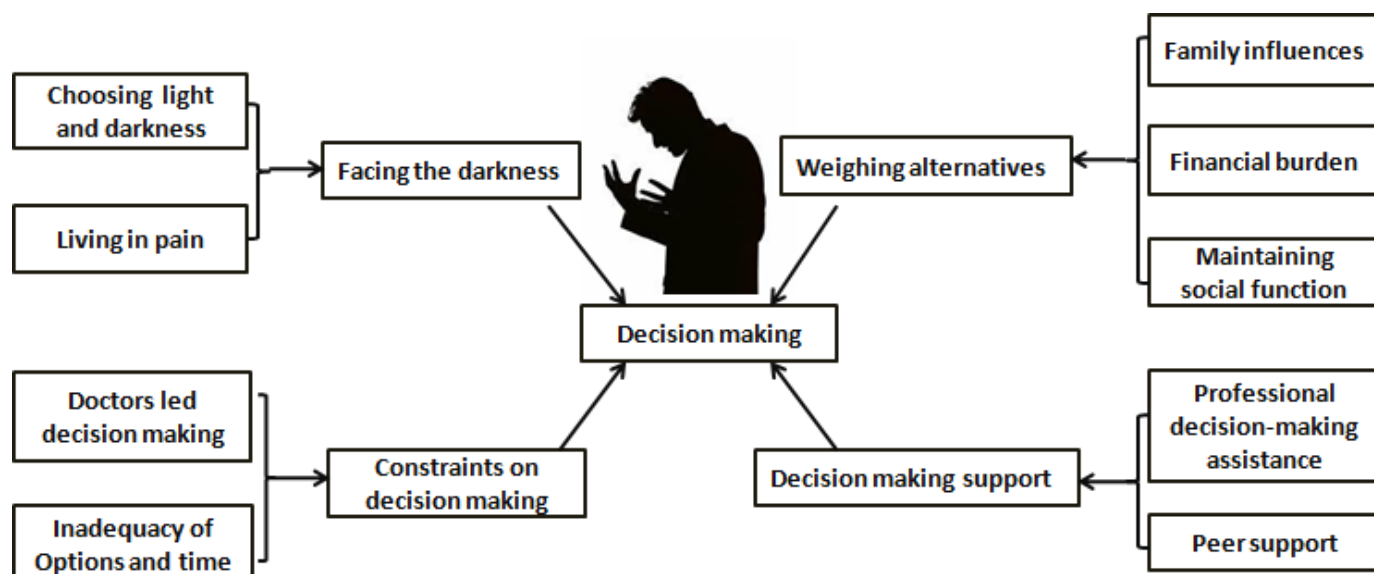 Choosing light
and darkness
Living in pain
Facing the darkness
Weighing alternatives
Family influences
Financial burden
Maintaining
social function
Decision making
Doctors led
decision making
Inadequacy of
Options and time
Constraints on
decision making
Decision making support
Professional
decision-making
assistance
Peer support